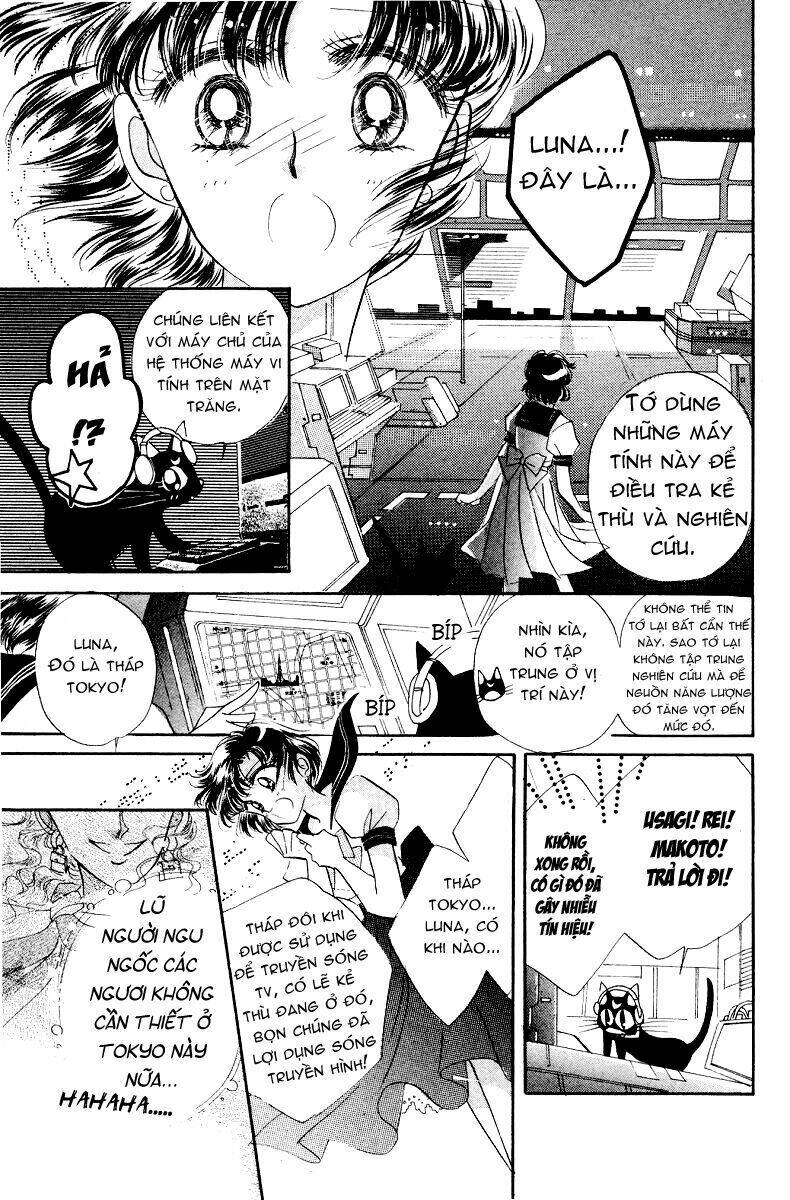 LUNA...!
ĐÂY LÀ...
TỚ DÙNG
NHỮNG MÁY
TÍNH NÀY ĐỂ
ĐIỀU TRA KẺ
THÙ VÀ NGHIÊN
CỨU.
CHÚNG LIÊN KẾT
VỚI MÁY CHỦ CỦA
HỆ THỐNG MÁY VI
TÍNH TRÊN MẶT
TRĂNG.
HẢ
!?
KHÔNG THỂ TIN
TỚ LẠI BẤT CẨN THẾ
NÀY. SAO TỚ LẠI
KHÔNG TẬP TRUNG
NGHIÊN CỨU MÀ ĐỂ
NGUỒN NĂNG LƯỢNG
ĐÓ TĂNG VỌT ĐẾN
MỨC ĐÓ.
NHÌN KÌA,
NÓ TẬP
TRUNG Ở VỊ
TRÍ NÀY!
BÍP
BÍP
LUNA,
ĐÓ LÀ THÁP
TOKYO!
USAGI! REI!
MAKOTO!
TRẢ LỜI ĐI!
KHÔNG
XONG RỒI,
CÓ GÌ ĐÓ ĐÃ
GÂY NHIỄU
TÍN HIỆU!
THÁP
TOKYO...
LUNA, CÓ
KHI NÀO...
THÁP ĐÔI KHI
ĐƯỢC SỬ DỤNG
ĐỂ TRUYỀN SÓNG
TV, CÓ LẼ KẺ
THÙ ĐANG Ở ĐÓ,
BỌN CHÚNG ĐÃ
LỢI DỤNG SÓNG
TRUYỀN HÌNH!
LŨ
NGƯỜI NGU
NGỐC CÁC
NGƯƠI KHÔNG
CẦN THIẾT Ở
TOKYO NÀY
NỮA...
HAHAHA.....